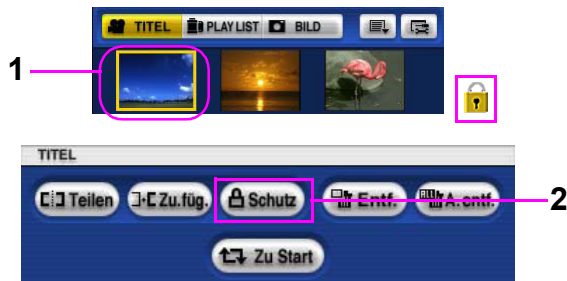 TITEL PLAY LIST BILD
1
TITEL
Teilen Zu.füg. Schutz Entf. A.entf.
2
Zu Start